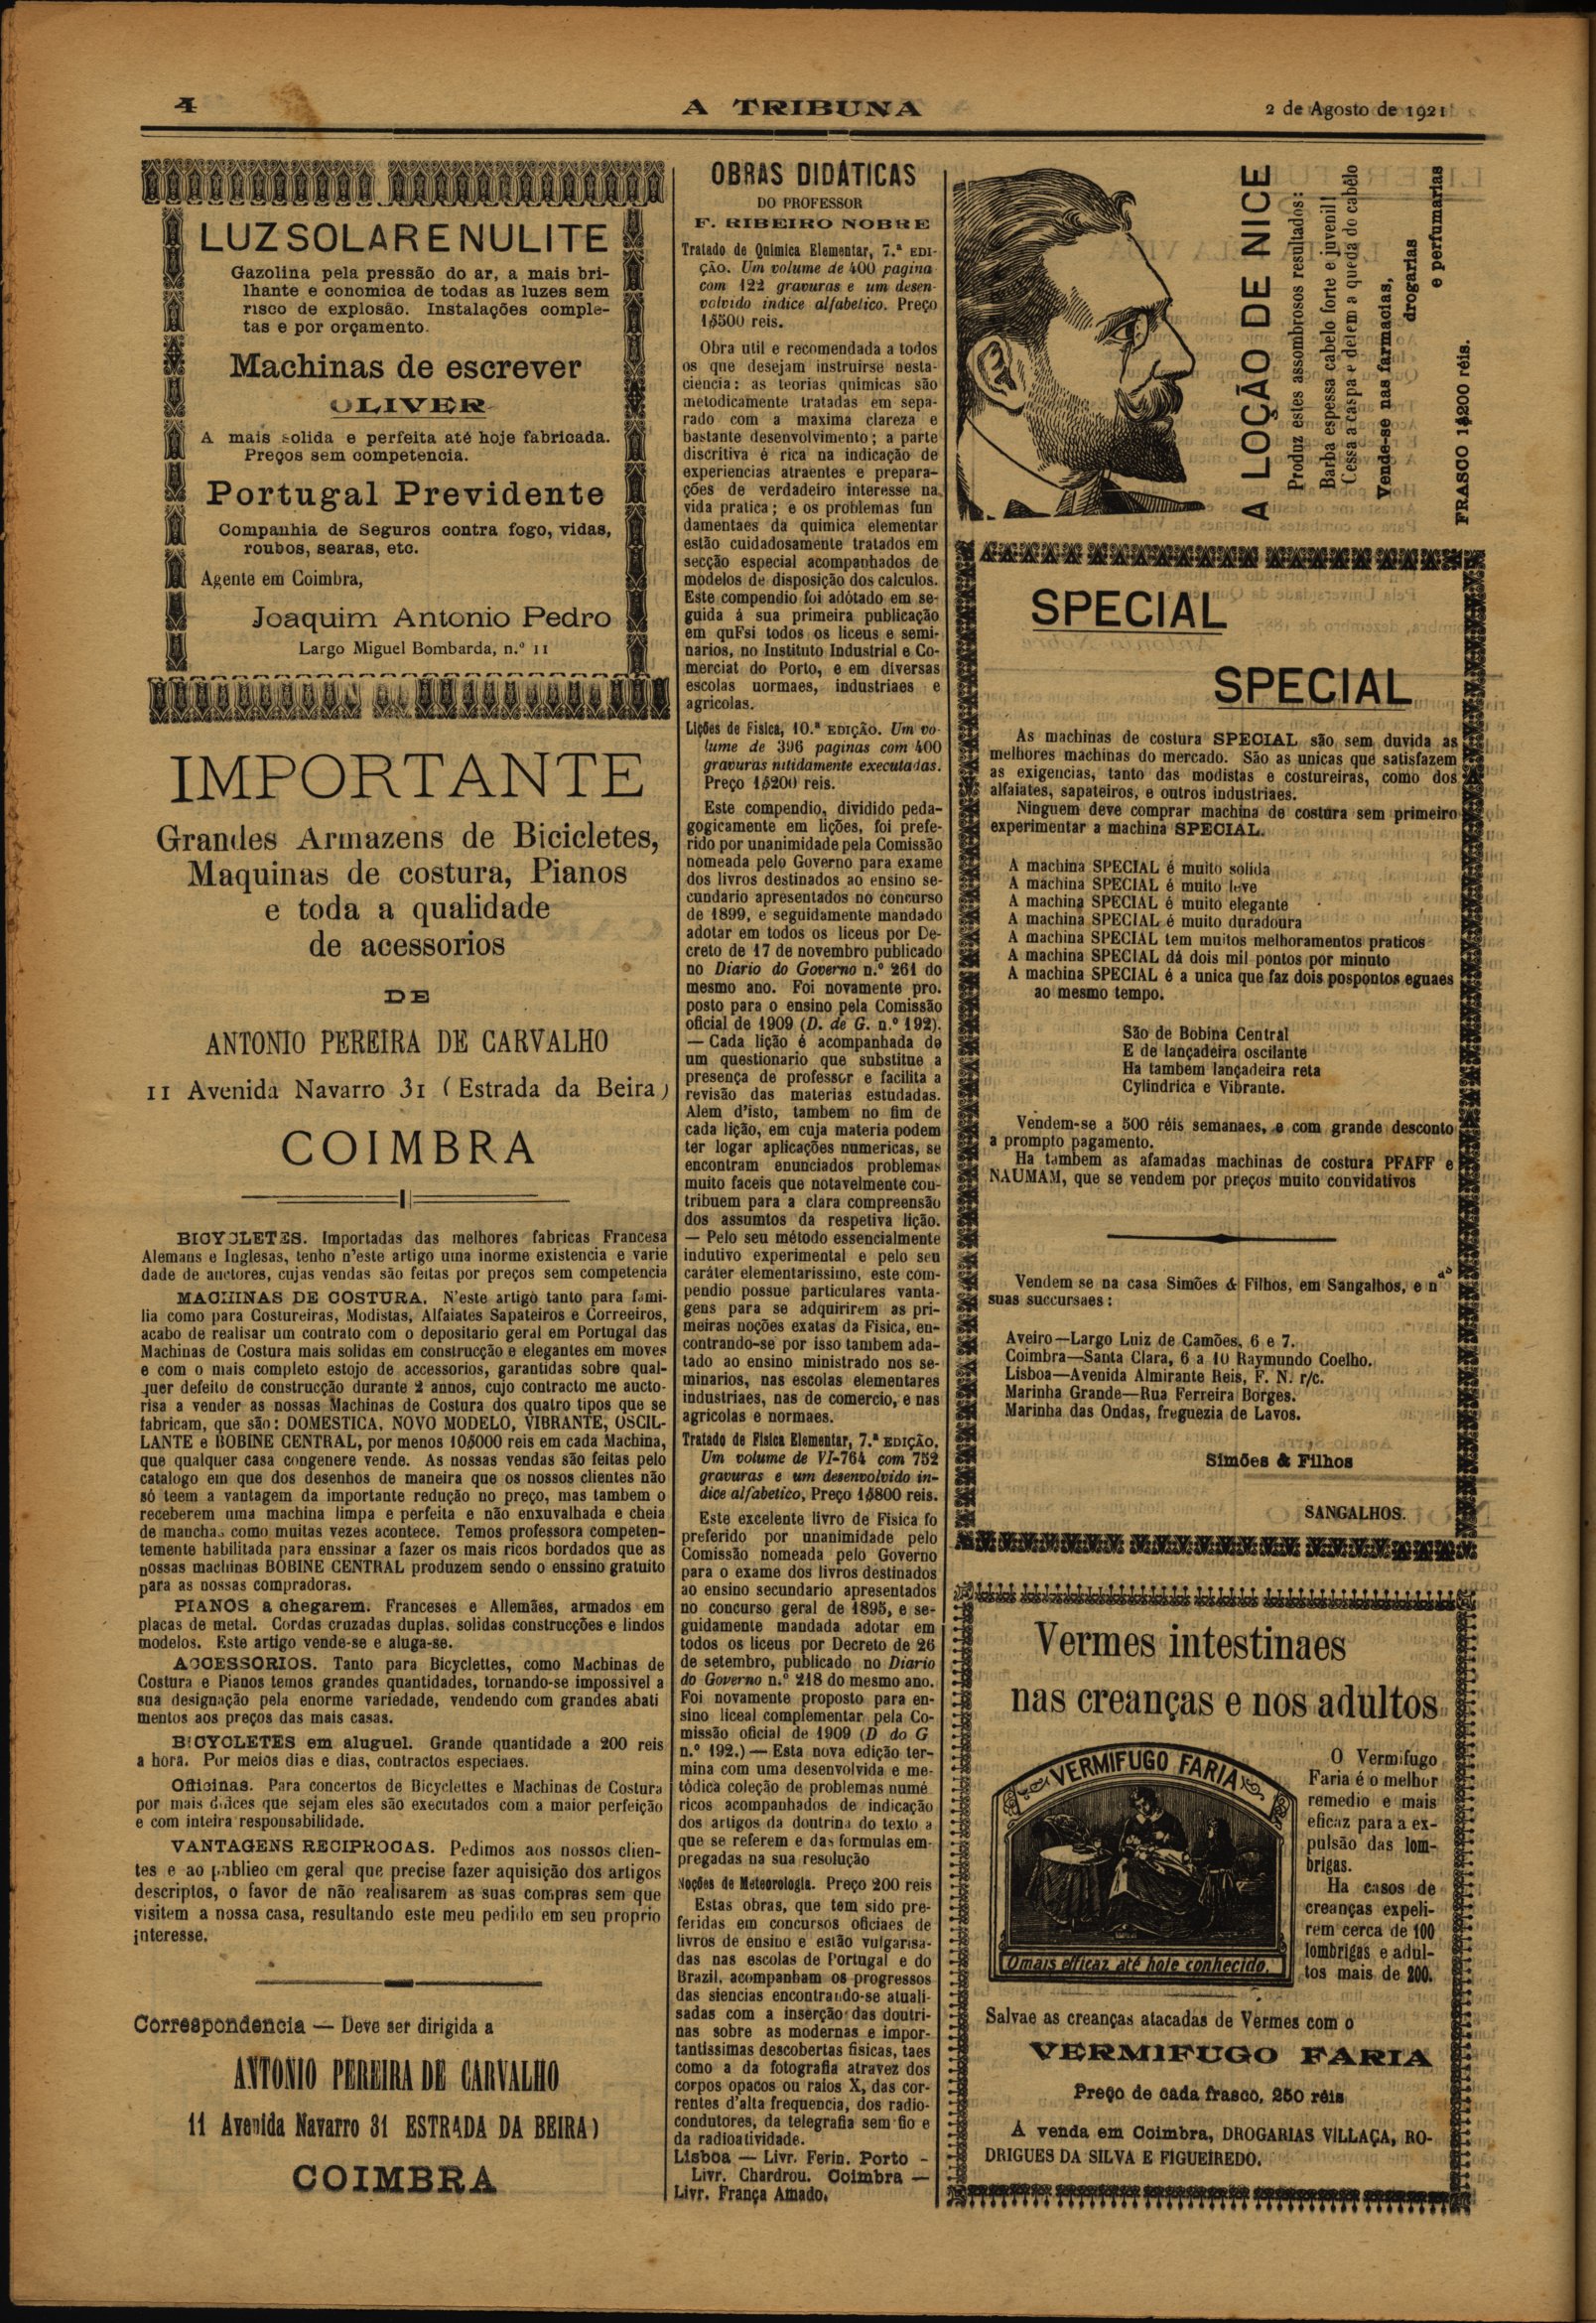 4
A TRIBUNA
2 de Agosto de 1921
LUZ SOLAR E NULITE
Gazolina pela pressão do ar, a mais bri-
lhante e conomica de todas as luzes sem
risco de explosão. Instalações comple-
tas e por orçamento.
Machinas de escrever
OLIVER
A mais solida e perfeita até hoje fabricada.
Preços sem competencia.
Portugal Previdente
Companhia de Seguros contra fogo, vidas,
roubos, searas, etc.
Agente em Coimbra,
Joaquim Antonio Pedro
Largo Miguel Bombarda, n.º 11
IMPORTANTE
Grandes Armazens de Bicicletes,
Maquinas de costura, Pianos
e toda a qualidade
de acessorios
DE
ANTONIO PEREIRA DE CARVALHO
11 Avenida Navarro 31 (Estrada da Beira)
COIMBRA
BICYCLETES. Importadas das melhores fabricas Francesa
Alemans e Inglesas, tenho n'este artigo uma inorme existencia e varie
dade de auctores, cujas vendas são feitas por preços sem competencia
MACHINAS DE COSTURA. N'este artigo tanto para fami-
lia como para Costureiras, Modistas, Alfaiates Sapateiros e Correeiros,
acabo de realisar um contrato com o depositario geral em Portugal das
Machinas de Costura mais solidas em construcção e elegantes em moves
e com o mais completo estojo de accessorios, garantidas sobre qual-
quer defeito de construcção durante 2 annos, cujo contracto me aucto-
risa a vender as nossas Machinas de Costura dos quatro tipos que se
fabricam, que são: DOMESTICA, NOVO MODELO, VIBRANTE, OSCIL-
LANTE e BOBINE CENTRAL, por menos 10$000 reis em cada Machina,
que qualquer casa congenere vende. As nossas vendas são feitas pelo
catalogo em que dos desenhos de maneira que os nossos clientes não
só teem a vantagem da importante redução no preço, mas tambem o
receberem uma machina limpa e perfeita e não enxuvalhada e cheia
de manchas como muitas vezes acontece. Temos professora competen-
temente habilitada para enssinar a fazer os mais ricos bordados que as
nossas machinas BOBINE CENTRAL produzem sendo o enssino gratuito
para as nossas compradoras.
PIANOS a chegarem. Franceses e Allemães, armados em
placas de metal. Cordas cruzadas duplas, solidas construcções e lindos
modelos. Este artigo vende-se e aluga-se.
ACCESSORIOS. Tanto para Bicyclettes, como Machinas de
Costura e Pianos temos grandes quantidades, tornando-se impossivel a
sua designação pela enorme variedade, vendendo com grandes abati
mentos aos preços das mais casas.
BICYCLETES em aluguel. Grande quantidade a 200 reis
a hora. Por meios dias e dias, contractos especiaes.
Officinas. Para concertos de Bicyclettes e Machinas de Costura
por mais dificeis que sejam eles são executados com a maior perfeição
e com inteira responsabilidade.
VANTAGENS RECIPROCAS. Pedimos aos nossos clien-
tes e ao publico em geral que precise fazer aquisição dos artigos
descriptos, o favor de não realisarem as suas compras sem que
visitem a nossa casa, resultando este meu pedido em seu proprio
interesse.
Correspondencia — Deve ser dirigida a
ANTONIO PEREIRA DE CARVALHO
11 Avenida Navarro 31 ESTRADA DA BEIRA)
COIMBRA
OBRAS DIDATICAS
DO PROFESSOR
F. RIBEIRO NOBRE
Tratado de Quimica Elementar, 7.ª EDI-
ÇÃO. Um volume de 400 pagina
com 122 gravuras e um desen-
volvido indice alfabetico. Preço
1$500 reis.
Obra util e recomendada a todos
os que desejam instruirse nesta-
ciencia: as teorias quimicas são
metodicamente tratadas em sepa-
rado com a maxima clareza e
bastante desenvolvimento; a parte
discritiva é rica na indicação de
experiencias atraentes e prepara-
ções de verdadeiro interesse na
vida pratica; e os problemas fun
damentaes da quimica elementar
estão cuidadosamente tratados em
secção especial acompanhados de
modelos de disposição dos calculos.
Este compendio foi adótado em se-
guida á sua primeira publicação
em quFsi todos os liceus e semi-
narios, no Instituto Industrial e Co-
merciat do Porto, e em diversas
escolas uormaes, industriaes e
agricolas.
Lições de Fisica, 10.ª EDIÇÃO. Um vo-
lume de 396 paginas com 400
gravuras nitidamente executadas.
Preço 1$200 reis.
Este compendio, dividido peda-
gogicamente em lições, foi prefe-
rido por unanimidade pela Comissão
nomeada pelo Governo para exame
dos livros destinados ao ensino se-
cundario apresentados no concurso
de 1899, e seguidamente mandado
adotar em todos os liceus por De-
creto de 17 de novembro publicado
no Diario do Governo n.º 261 do
mesmo ano. Foi novamente pro.
posto para o ensino pela Comissão
oficial de 1909 (D. de G. n.º 192).
— Cada lição é acompanhada de
um questionario que substitue a
presença de professor e facilita a
revisão das materias estudadas.
Alem d'isto, tambem no fim de
cada lição, em cuja materia podem
ter logar aplicações numericas, se
encontram enunciados problemas
muito faceis que notavelmente cou-
tribuem para a clara compreensão
dos assumtos da respetiva lição.
— Pelo seu método essencialmente
indutivo experimental e pelo seu
caráter elementarissimo, este com-
pendio possue particulares vanta-
gens para se adquirirem as pri-
meiras noções exatas da Fisica, en-
contrando-se por isso tambem ada-
tado ao ensino ministrado nos se-
minarios, nas escolas elementares
industriaes, nas de comercio, e nas
agricolas e normaes.
Tratado de Fisica Elementar, 7.ª EDIÇÃO.
Um volume de VI-764 com 752
gravuras e um desenvolvido in-
dice alfabetico, Preço 1$800 reis.
Este excelente livro de Fisica fo
preferido por unanimidade pelo
Comissão nomeada pelo Governo
para o exame dos livros destinados
ao ensino secundario apresentados
no concurso geral de 1895, e se-
guidamente mandada adotar em
todos os liceus por Decreto de 26
de setembro, publicado no Diario
do Governo n.º 218 do mesmo ano.
Foi novamente proposto para en-
sino liceal complementar pela Co-
missão oficial de 1909 (D do G
n.º 192.) — Esta nova edição ter-
mina com uma desenvolvida e me-
tódica coleção de problemas numé
ricos acompanhados de indicação
dos artigos da doutrina do texto a
que se referem e das formulas em-
pregadas na sua resolução
Noções de Meteorologia. Preço 200 reis
Estas obras, que tem sido pre-
feridas em concursos oficiaes de
livros de ensino e estão vulgarisa-
das nas escolas de Portugal e do
Brazil, acompanham os progressos
das siencias encontrando-se atuali-
sadas com a inserção das doutri-
nas sobre as modernas e impor-
tantissimas descobertas fisicas, taes
como a da fotografia atravez dos
corpos opacos ou raios X, das cor-
rentes d'alta frequencia, dos radio-
condutores, da telegrafia sem fio e
da radioatividade.
Lisboa — Livr. Ferin. Porto -
Livr. Chardrou. Coimbra —
Livr. França Amado.
A LOÇÃO DE NICE
Produz estes assombrosos resultados:
Barba espessa cabelo forte e juvenil!
Cessa a caspa e detem a queda do cabêlo
Vende-se nas farmacias,
drogarias
e perfumarias
FRASCO 1$200 réis.
SPECIAL
SPECIAL
As machinas de costura SPECIAL são sem duvida as
melhores machinas do mercado. São as unicas que satisfazem
as exigencias, tanto das modistas e costureiras, como dos
alfaiates, sapateiros, e outros industriaes.
Ninguem deve comprar machina de costura sem primeiro
experimentar a machina SPECIAL.
A machina SPECIAL é muito solida
A machina SPECIAL é muito leve
A machina SPECIAL é muito elegante
A machina SPECIAL é muito duradoura
A machina SPECIAL tem muitos melhoramentos praticos
A machina SPECIAL dá dois mil pontos por minuto
A machina SPECIAL é a unica que faz dois pospontos eguaes
ao mesmo tempo.
São de Bobina Central
E de lançadeira oscilante
Ha tambem lançadeira reta
Cylindrica e Vibrante.
Vendem-se a 500 réis semanaes, e com grande desconto
a prompto pagamento.
Ha tambem as afamadas machinas de costura PFAFF e
NAUMAM, que se vendem por preços muito convidativos
Vendem se na casa Simões & Filhos, em Sangalhos, e nas
suas succursaes:
Aveiro—Largo Luiz de Camões, 6 e 7.
Coimbra—Santa Clara, 6 a 10 Raymundo Coelho.
Lisboa—Avenida Almirante Reis, F. N. r/c.
Marinha Grande—Rua Ferreira Borges.
Marinha das Ondas, freguezia de Lavos.
Simões & Filhos
SANGALHOS.
Vermes intestinaes
nas creanças e nos adultos
VERMIFUGO FARIA
O mais efficaz até hoje conhecido.
O Vermifugo
Faria é o melhor
remedio e mais
eficaz para a ex-
pulsão das lom-
brigas.
Ha casos de
creanças expeli-
rem cerca de 100
lombrigas e adul-
tos mais de 200.
Salvae as creanças atacadas de Vermes com o
VERMIFUGO FARIA
Preço de cada frasco, 250 réis
Á venda em Coimbra, DROGARIAS VILLAÇA, RO-
DRIGUES DA SILVA E FIGUEIREDO.